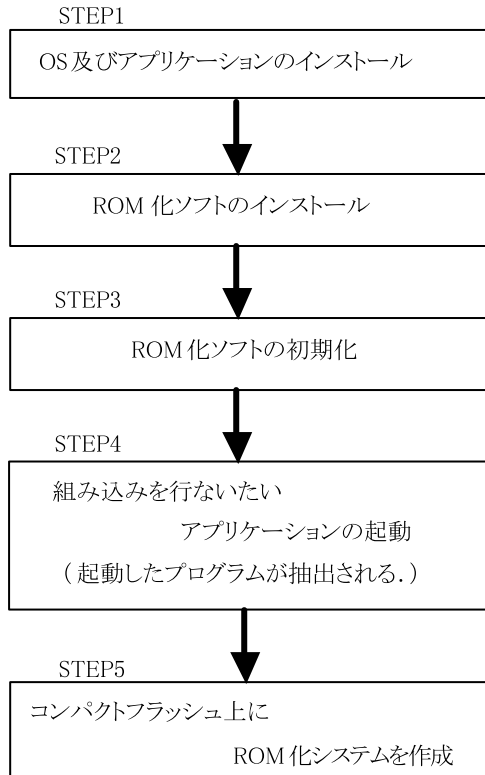 STEP1
OS及びアプリケーションのインストール
STEP2
ROM 化ソフトのインストール
STEP3
ROM化ソフトの初期化
STEP4
組み込みを行ないたい
アプリケーションの起動
(起動したプログラムが抽出される.)
STEP5
コンパクトフラッシュ上に
ROM化システムを作成